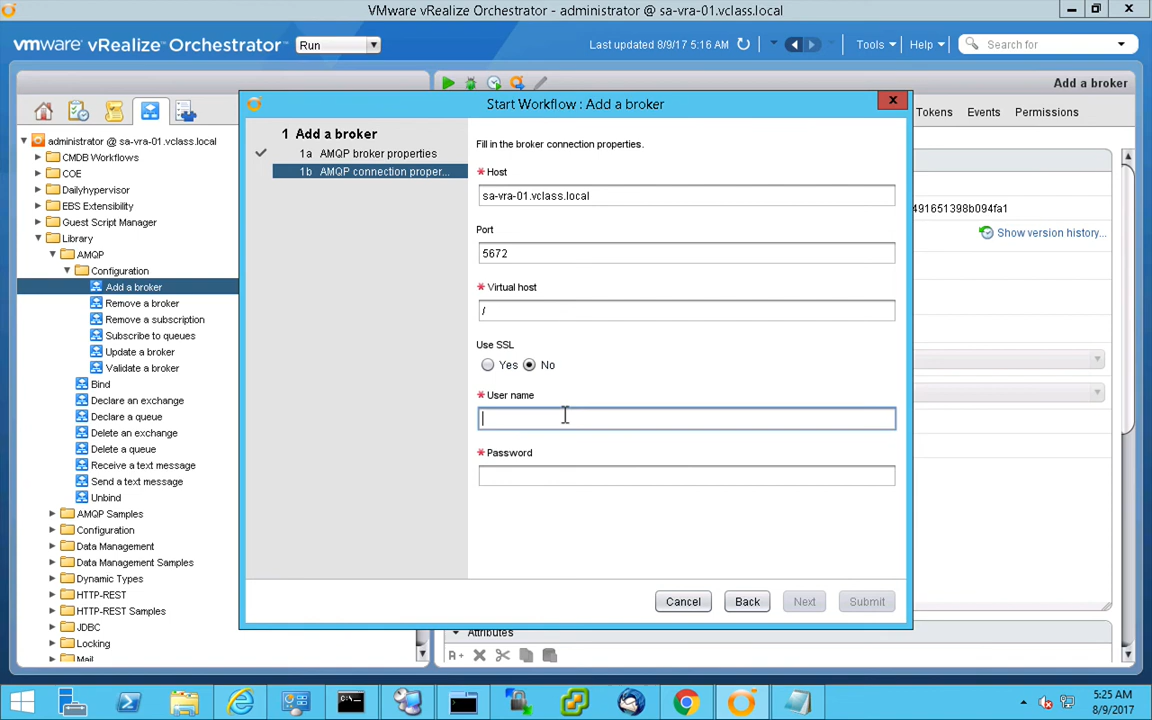 VMware vRealize Orchestrator - administrator @ sa-vra-01.vclass.local
vmware vRealize Orchestrator Run Last updated 8/9/17 5:16 AM Tools Help Search for
Add a broker
Tokens Events Permissions
Start Workflow : Add a broker
1 Add a broker
1a AMQP broker properties
1b AMQP connection proper...
Fill in the broker connection properties.
* Host
sa-vra-01.vclass.local
Port
5672
* Virtual host
/
Use SSL
Yes No
* User name
* Password
Cancel Back Next Submit
administrator @ sa-vra-01.vclass.local
CMDB Workflows
COE
Dailyhypervisor
EBS Extensibility
Guest Script Manager
Library
AMQP
Configuration
Add a broker
Remove a broker
Remove a subscription
Subscribe to queues
Update a broker
Validate a broker
Bind
Declare an exchange
Declare a queue
Delete an exchange
Delete a queue
Receive a text message
Send a text message
Unbind
AMQP Samples
Configuration
Data Management
Data Management Samples
Dynamic Types
HTTP-REST
HTTP-REST Samples
JDBC
Locking
Mail
491651398b094fa1
Show version history...
Attributes
5:25 AM
8/9/2017